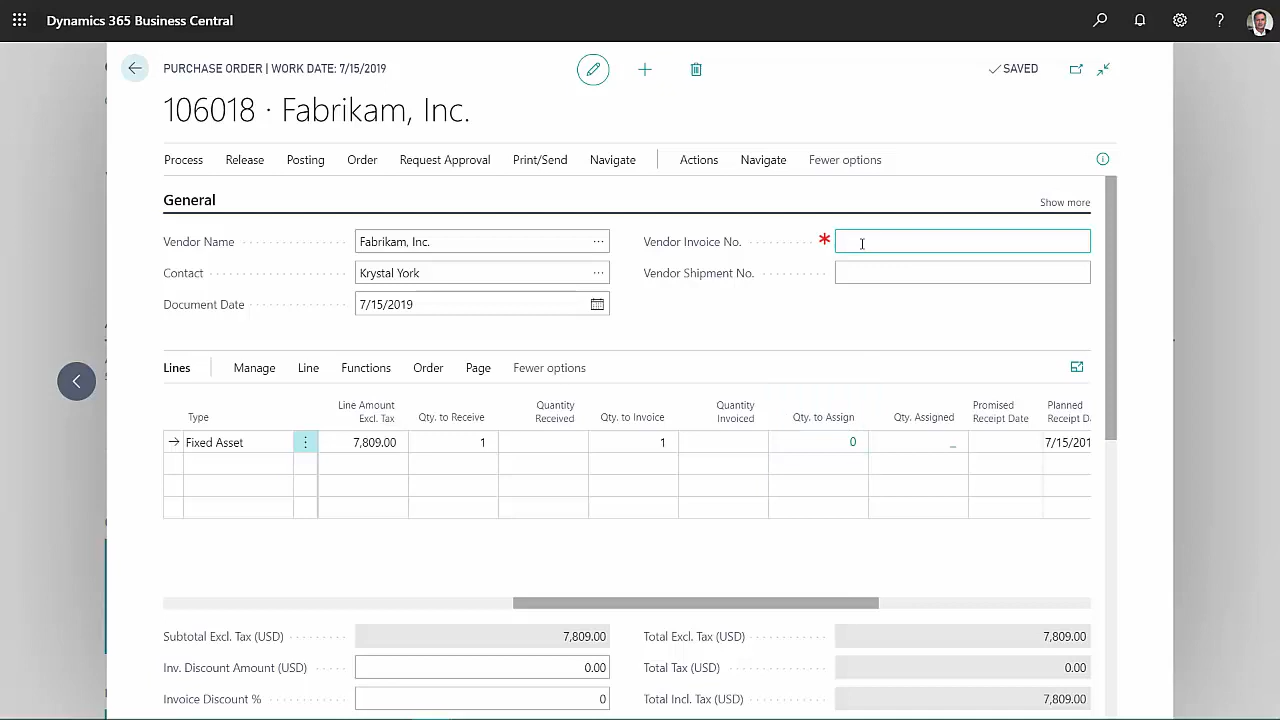 Dynamics 365 Business Central
PURCHASE ORDER | WORK DATE: 7/15/2019
SAVED
106018 · Fabrikam, Inc.
Process Release Posting Order Request Approval Print/Send Navigate Actions Navigate Fewer options
General
Show more
Vendor Name Fabrikam, Inc.
Vendor Invoice No. *
Contact Krystal York
Vendor Shipment No.
Document Date 7/15/2019
Lines Manage Line Functions Order Page Fewer options
Type
Line Amount Excl. Tax
Qty. to Receive
Quantity Received
Qty. to Invoice
Quantity Invoiced
Qty. to Assign
Qty. Assigned
Promised Receipt Date
Planned Receipt D
Fixed Asset 7,809.00 1 1 0 _ 7/15/201
Subtotal Excl. Tax (USD) 7,809.00
Total Excl. Tax (USD) 7,809.00
Inv. Discount Amount (USD) 0.00
Total Tax (USD) 0.00
Invoice Discount % 0
Total Incl. Tax (USD) 7,809.00